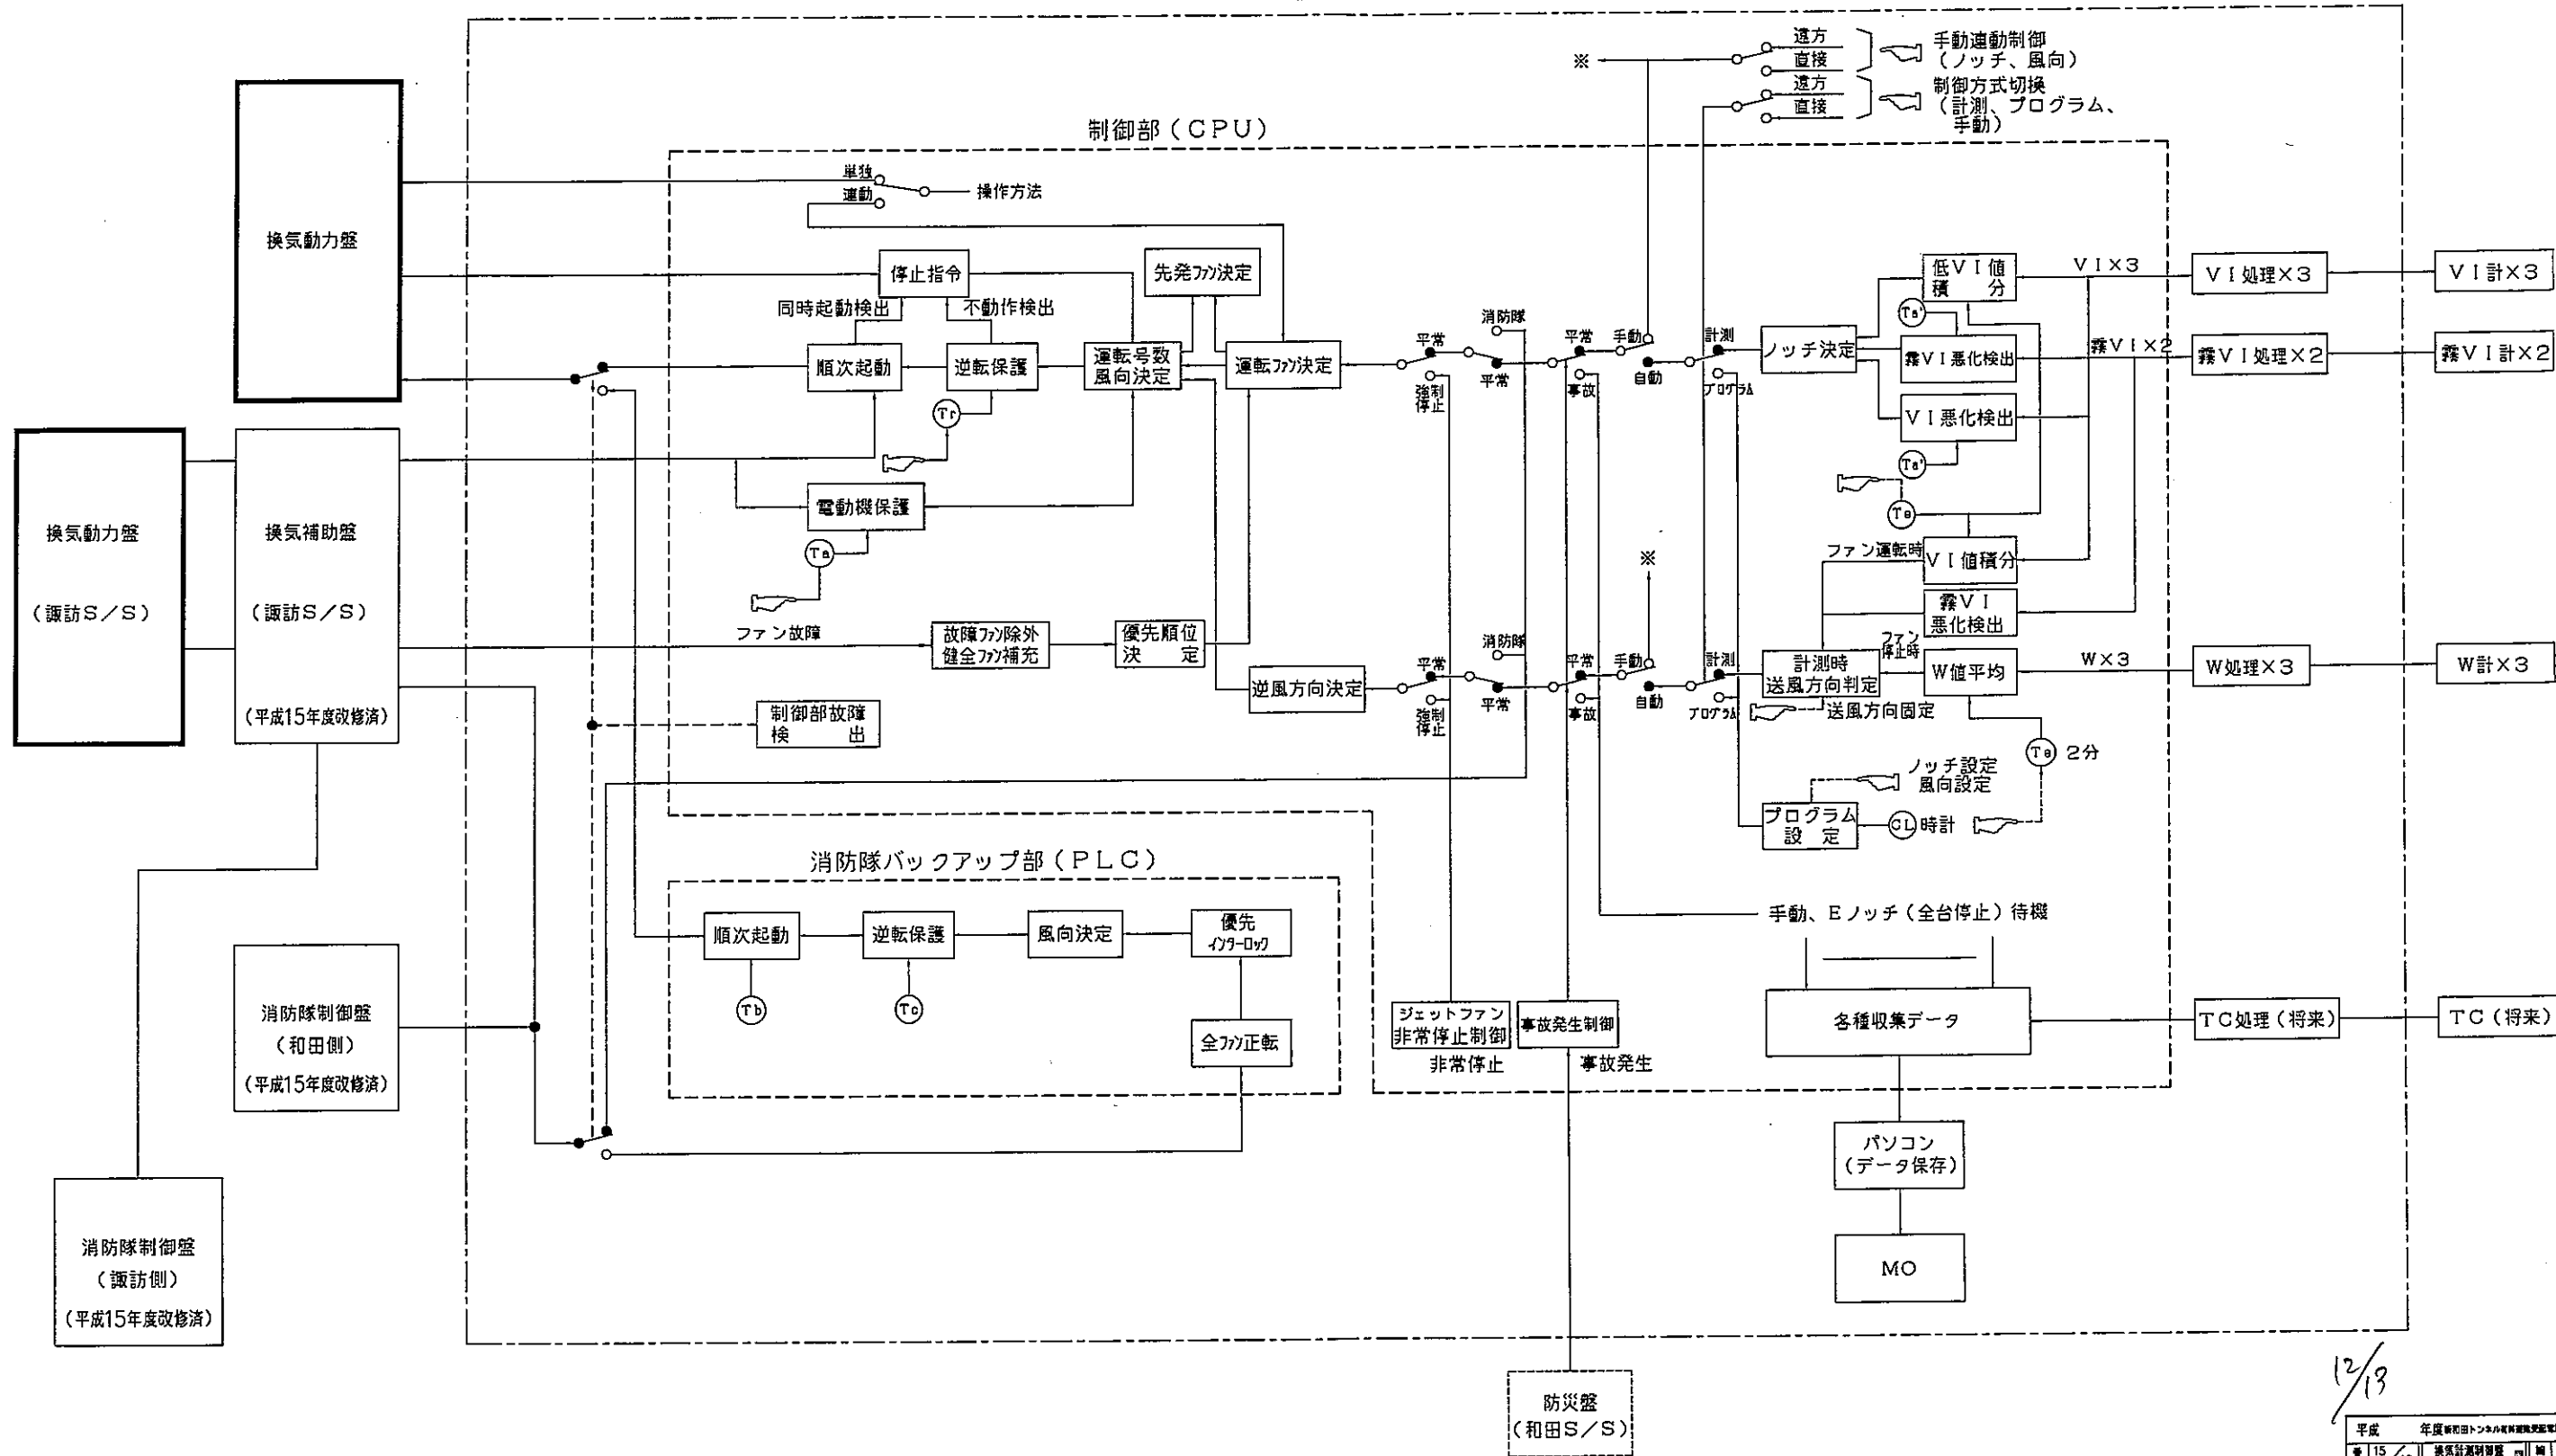 遠方
直接
手動連動制御
(ノッチ、風向)
遠方
直接
制御方式切換
(計測、プログラム、
手動)
※
制御部(CPU)
単独
連動
操作方法
換気動力盤
停止指令
先発ファン決定
同時起動検出
不動作検出
順次起動
逆転保護
運転号数
風向決定
運転ファン決定
Tr
平常
強制
停止
消防隊
平常
平常
事故
手動
自動
計測
プログラム
ノッチ決定
低VI値
積 分
Ta'
霧VI悪化検出
VI悪化検出
Ta'
Te
VI×3
霧VI×2
VI処理×3
霧VI処理×2
VI計×3
霧VI計×2
換気動力盤
(諏訪S/S)
換気補助盤
(諏訪S/S)
(平成15年度改修済)
電動機保護
Ta
ファン故障
故障ファン除外
健全ファン補充
優先順位
決 定
逆風方向決定
制御部故障
検 出
平常
強制
停止
消防隊
平常
平常
事故
※
手動
自動
計測
プログラム
ファン運転時
VI値積分
霧VI
悪化検出
ファン
停止時
計測時
送風方向判定
W値平均
W×3
W処理×3
W計×3
送風方向固定
Te
2分
ノッチ設定
風向設定
プログラム
設 定
CL
時計
消防隊バックアップ部(PLC)
順次起動
逆転保護
風向決定
優先
インターロック
Tb
Tc
全ファン正転
手動、Eノッチ(全台停止)待機
ジェットファン
非常停止制御
非常停止
事故発生制御
事故発生
各種収集データ
TC処理(将来)
TC(将来)
パソコン
(データ保存)
MO
消防隊制御盤
(和田側)
(平成15年度改修済)
消防隊制御盤
(諏訪側)
(平成15年度改修済)
防災盤
(和田S/S)
12/13
平成 年度
15
換気計測制御盤